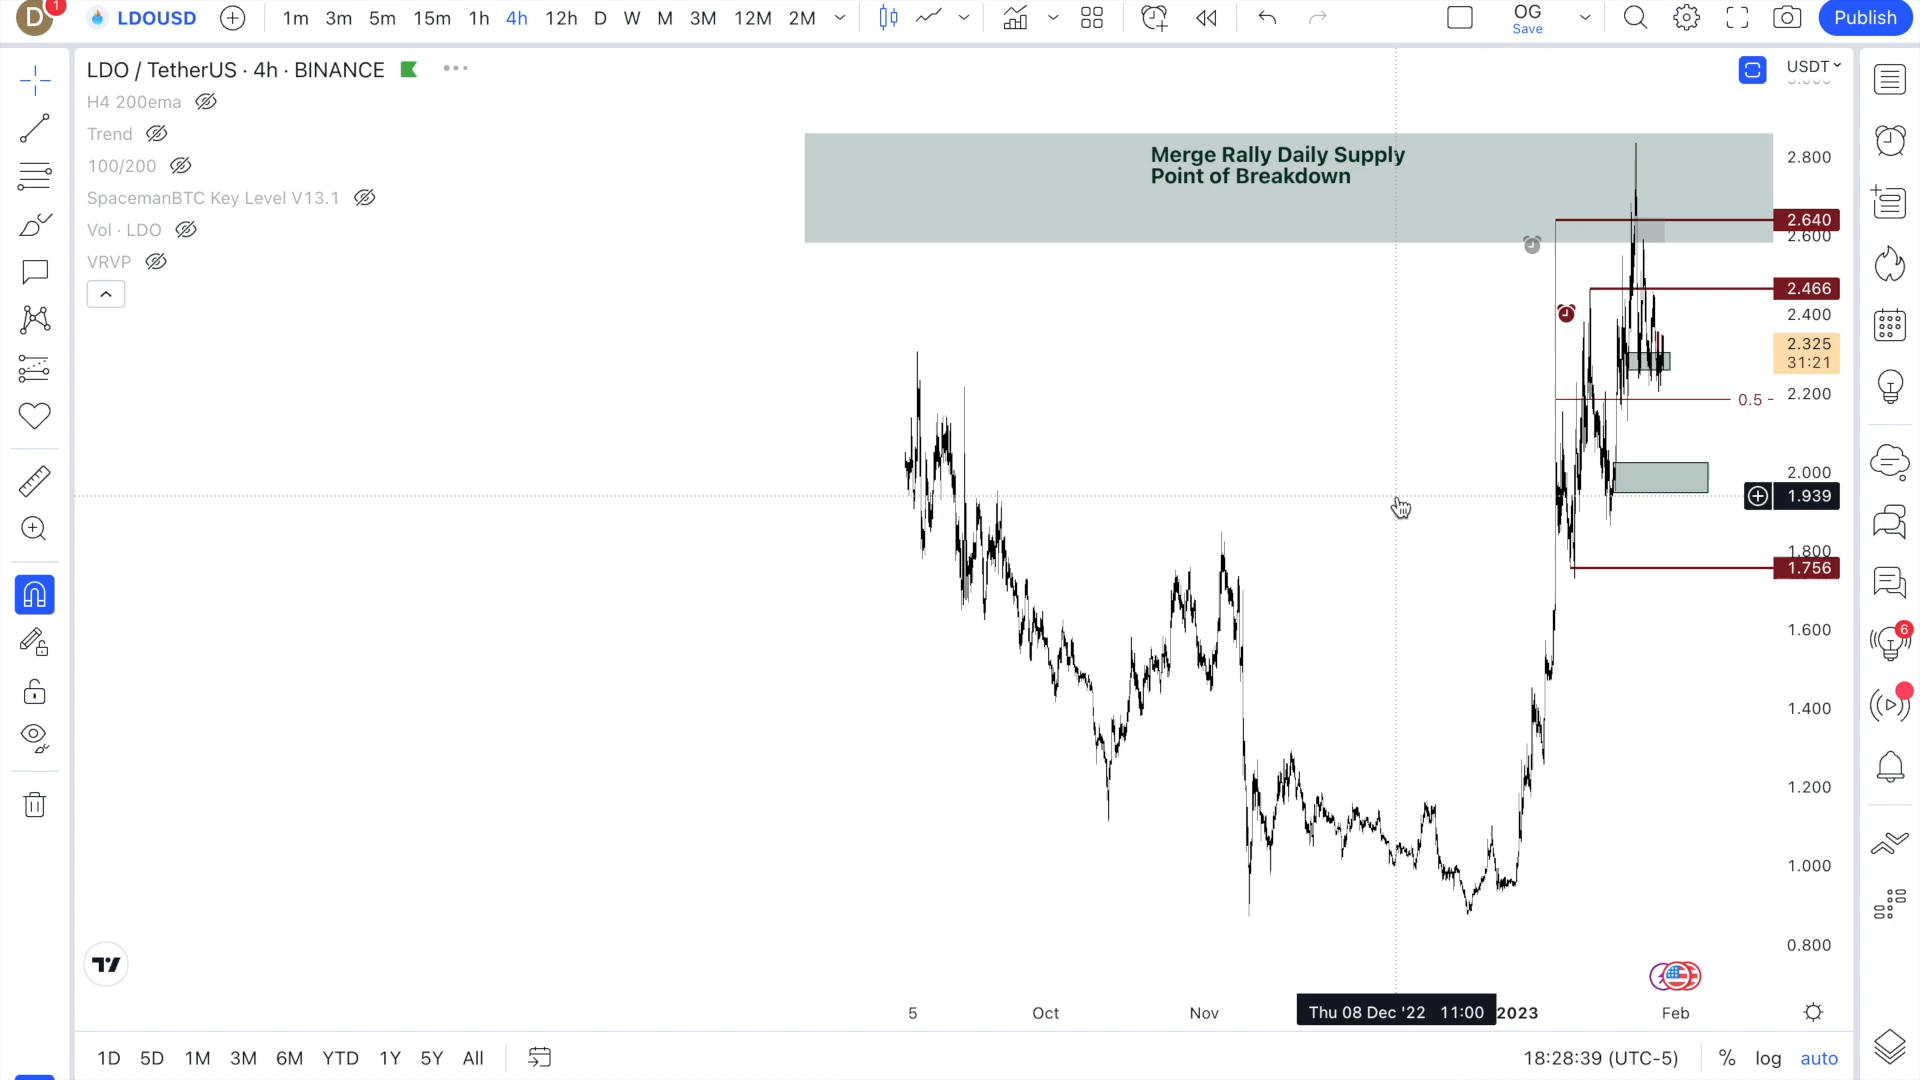 D 1 LDOUSD 1m 3m 5m 15m 1h 4h 12h D W M 3M 12M 2M OG Publish
Save
LDO / TetherUS · 4h · BINANCE
USDT
H4 200ema
Trend
100/200
SpacemanBTC Key Level V13.1
Vol · LDO
VRVP
Merge Rally Daily Supply
Point of Breakdown
2.800
2.640
2.600
2.466
2.400
2.325
31:21
2.200
0.5
2.000
1.939
1.800
1.756
1.600
6
1.400
1.200
1.000
0.800
5 Oct Nov Thu 08 Dec '22 11:00 2023 Feb
1D 5D 1M 3M 6M YTD 1Y 5Y All 18:28:39 (UTC-5) % log auto